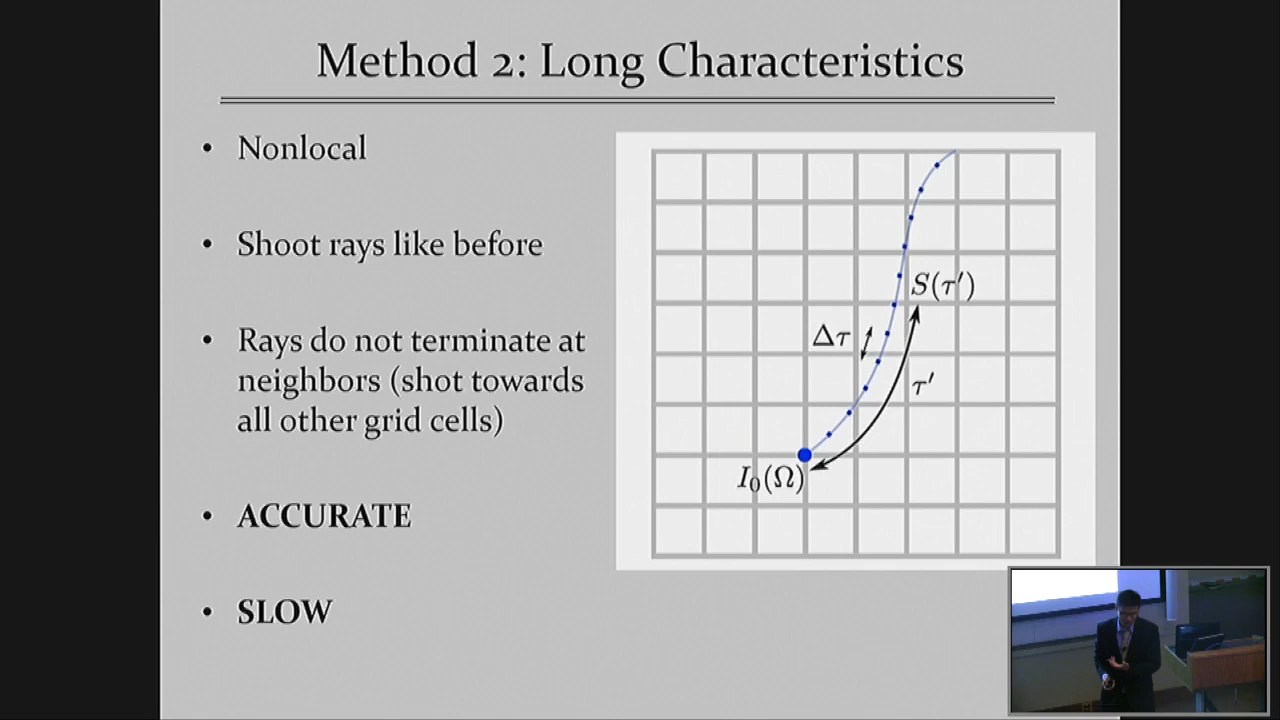 Method 2: Long Characteristics
• Nonlocal
• Shoot rays like before
• Rays do not terminate at
neighbors (shot towards
all other grid cells)
• ACCURATE
• SLOW
S(τ′)
Δτ
τ′
I₀(Ω)